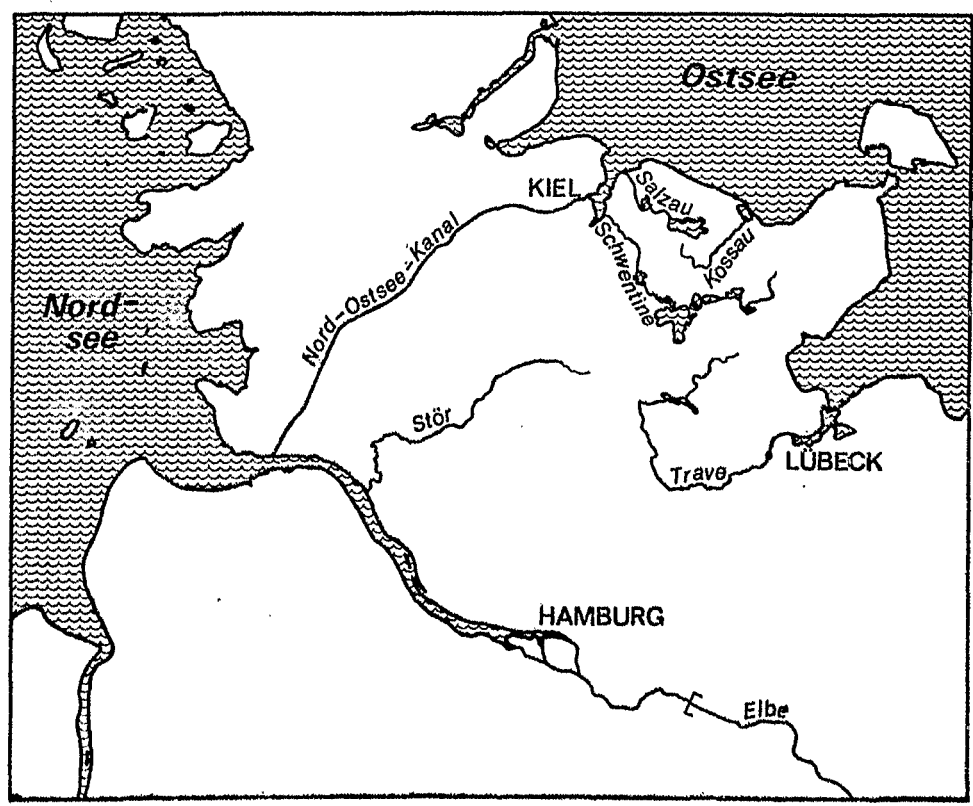 Ostsee
KIEL
Salzau
Schwentine
Kossau
Nord-Ostsee-Kanal
Nord-
see
Stör
Trave
LÜBECK
HAMBURG
Elbe